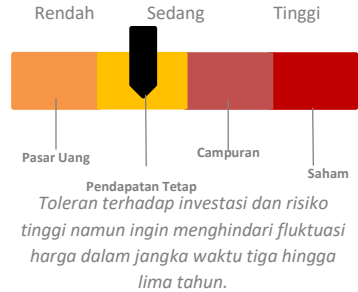 Rendah Sedang Tinggi
Pasar Uang
Pendapatan Tetap
Campuran
Saham
Toleran terhadap investasi dan risiko
tinggi namun ingin menghindari fluktuasi
harga dalam jangka waktu tiga hingga
lima tahun.